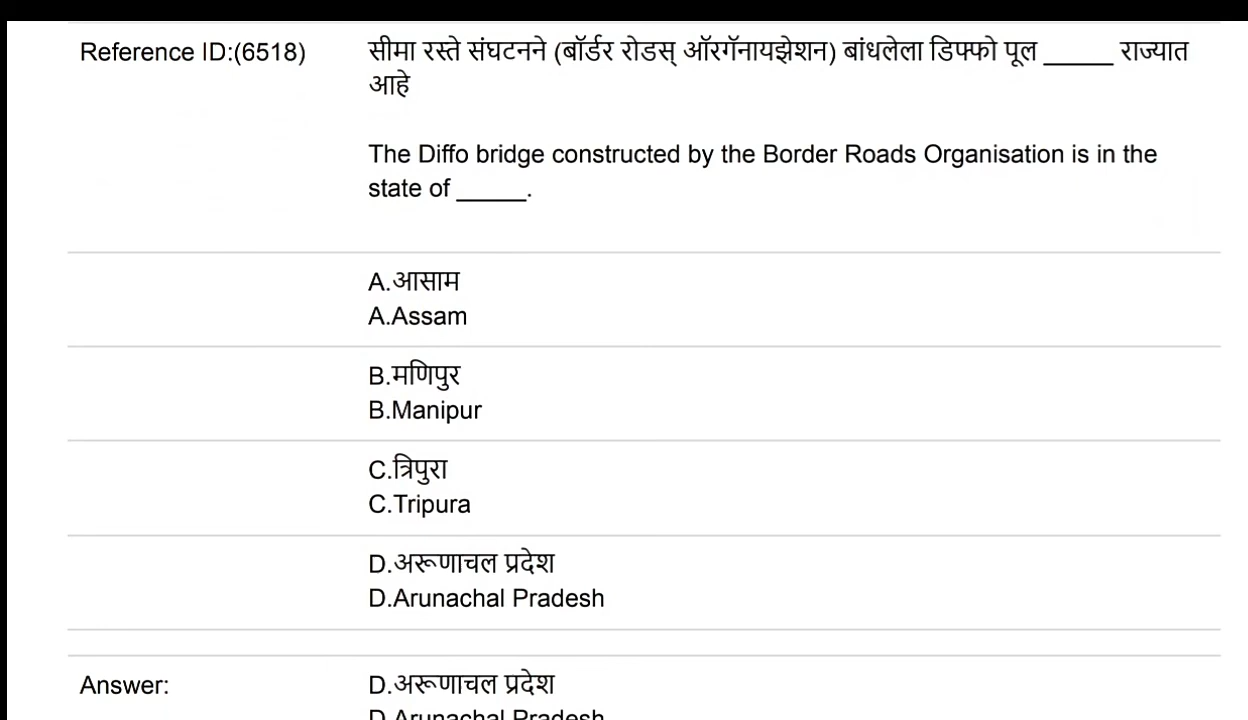 Reference ID:(6518)
सीमा रस्ते संघटनने (बॉर्डर रोडस् ऑरगॅनायझेशन) बांधलेला डिफ्फो पूल _____ राज्यात
आहे
The Diffo bridge constructed by the Border Roads Organisation is in the
state of _____.
A.आसाम
A.Assam
B.मणिपुर
B.Manipur
C.त्रिपुरा
C.Tripura
D.अरूणाचल प्रदेश
D.Arunachal Pradesh
Answer:
D.अरूणाचल प्रदेश
D.Arunachal Pradesh